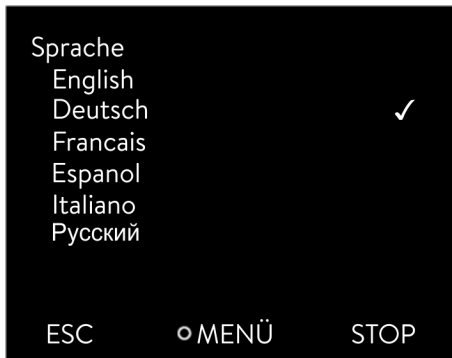 Sprache
English
Deutsch ✓
Francais
Espanol
Italiano
Русский
ESC MENÜ STOP